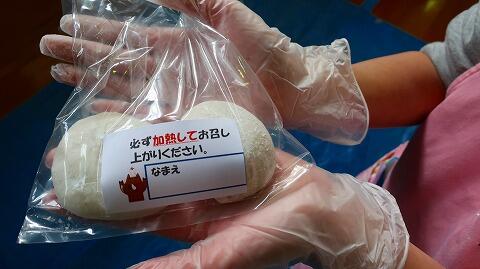 必ず加熱してお召し
上がりください。
なまえ